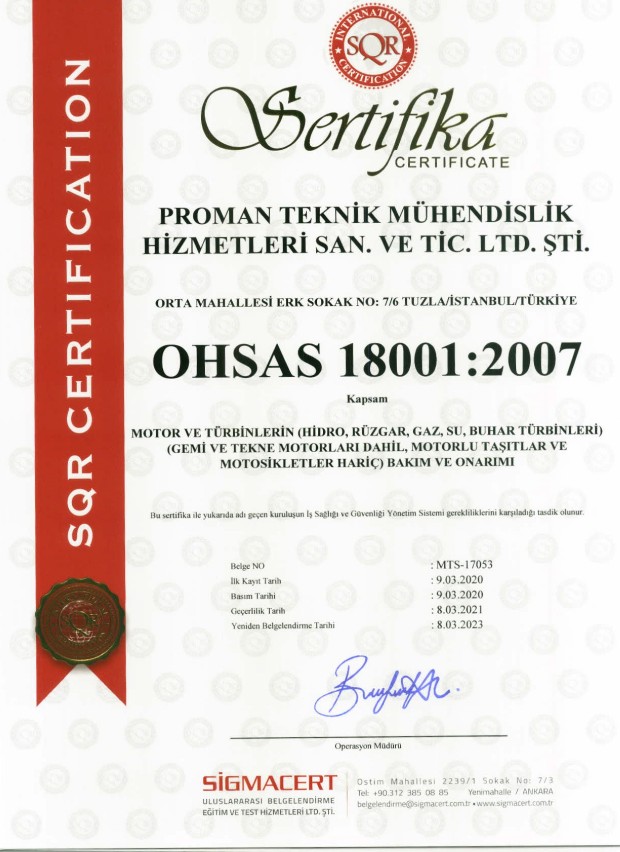 INTERNATIONAL
SQR
CERTIFICATION
SQR CERTIFICATION
Sertifika
CERTIFICATE
PROMAN TEKNİK MÜHENDİSLİK
HİZMETLERİ SAN. VE TİC. LTD. ŞTİ.
ORTA MAHALLESİ ERK SOKAK NO: 7/6 TUZLA/İSTANBUL/TÜRKİYE
OHSAS 18001:2007
Kapsam
MOTOR VE TÜRBİNLERİN (HİDRO, RÜZGAR, GAZ, SU, BUHAR TÜRBİNLERİ)
(GEMİ VE TEKNE MOTORLARI DAHİL, MOTORLU TAŞITLAR VE
MOTOSİKLETLER HARİÇ) BAKIM VE ONARIMI
Bu sertifika ile yukarıda adı geçen kuruluşun İş Sağlığı ve Güvenliği Yönetim Sistemi gerekliliklerini karşıladığı tasdik olunur.
Belge NO : MTS-17053
İlk Kayıt Tarih : 9.03.2020
Basım Tarihi : 9.03.2020
Geçerlilik Tarih : 8.03.2021
Yeniden Belgelendirme Tarihi : 8.03.2023
SQR
Operasyon Müdürü
SİGMACERT
ULUSLARARASI BELGELENDİRME
EĞİTİM VE TEST HİZMETLERİ LTD. ŞTİ.
Ostim Mahallesi 2239/1 Sokak No: 7/3
Tel: +90.312 385 08 85 Yenimahalle / ANKARA
belgelendirme@sigmacert.com.tr • www.sigmacert.com.tr